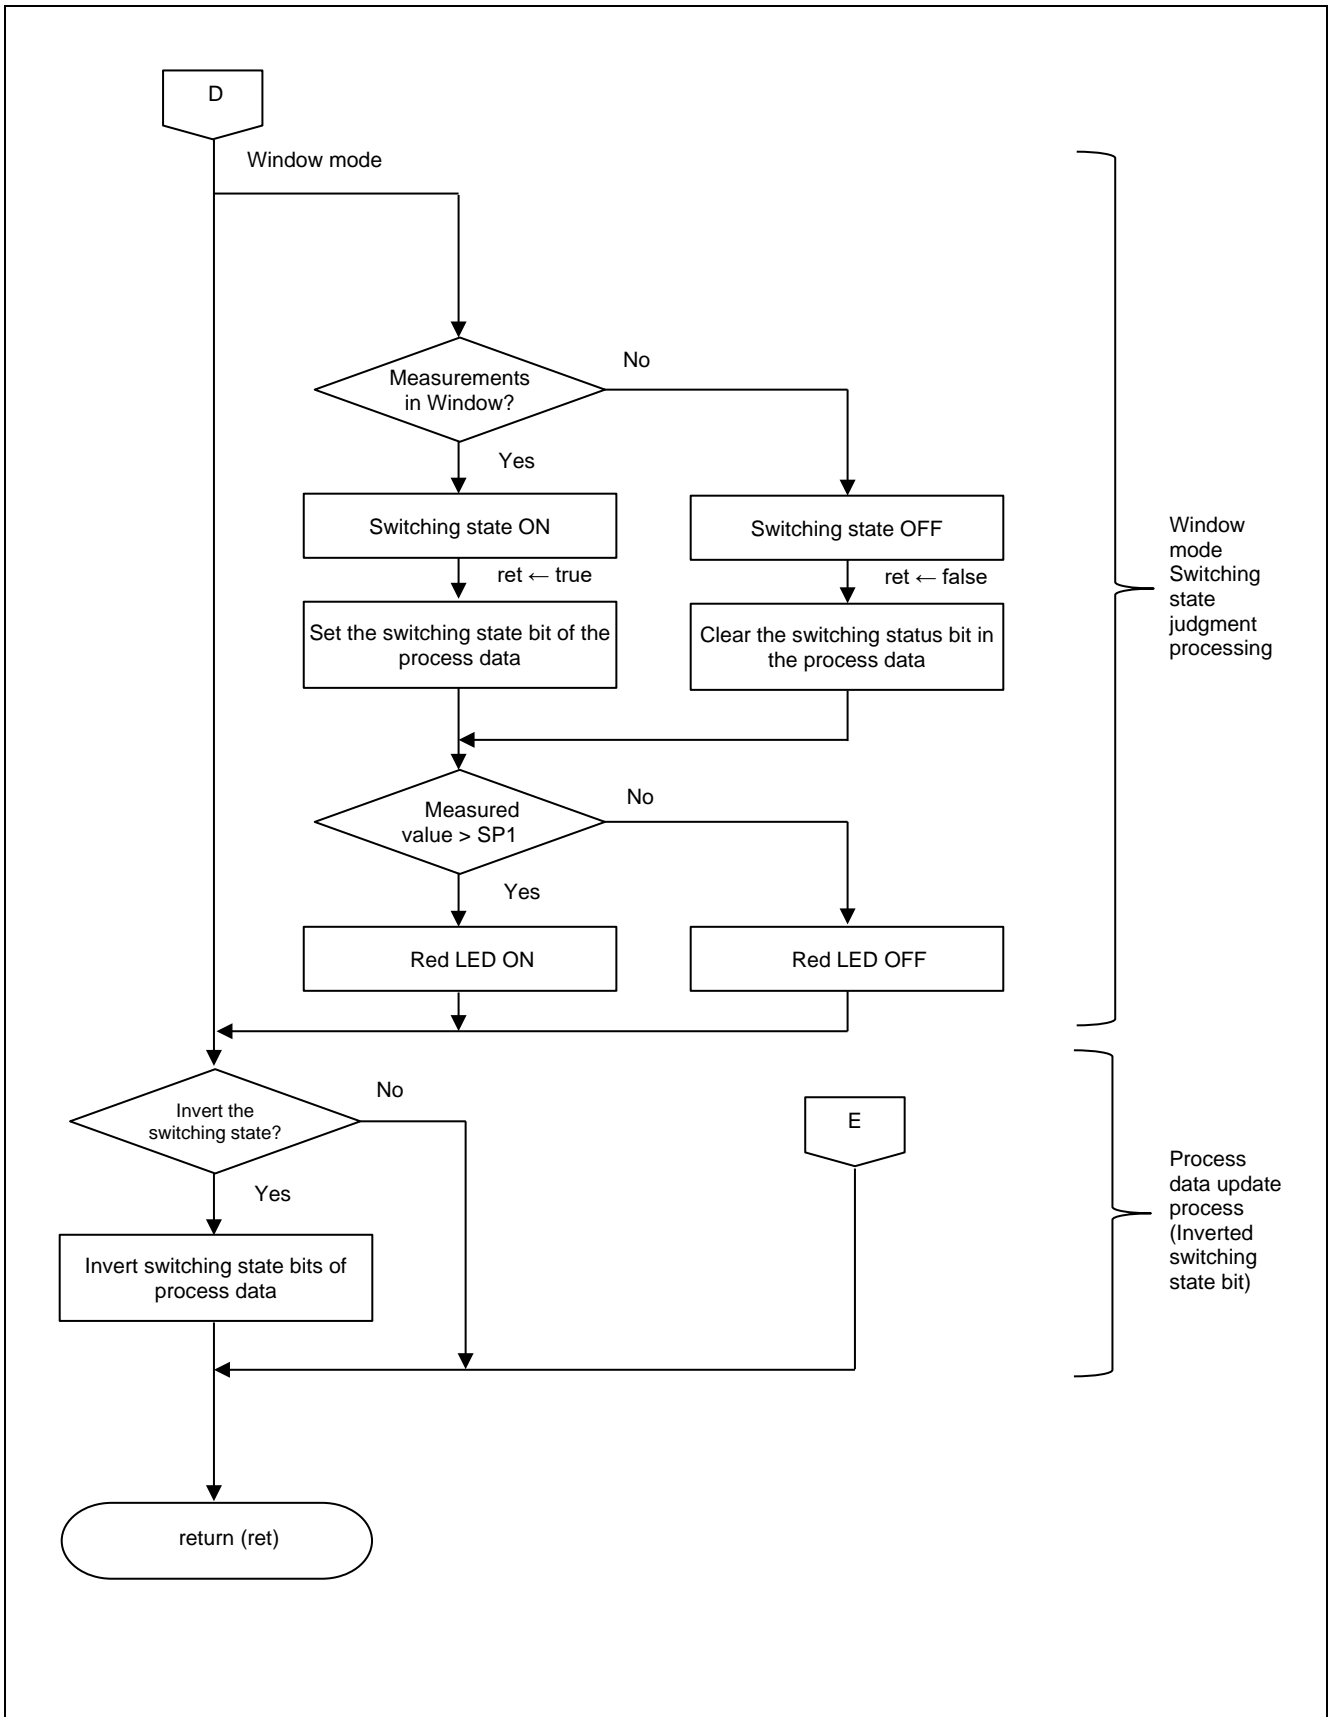 D
Window mode
Measurements
in Window?
No
Yes
Switching state ON
Switching state OFF
ret ← true
ret ← false
Set the switching state bit of the
process data
Clear the switching status bit in
the process data
Window
mode
Switching
state
judgment
processing
Measured
value > SP1
No
Yes
Red LED ON
Red LED OFF
Invert the
switching state?
No
Yes
E
Invert switching state bits of
process data
Process
data update
process
(Inverted
switching
state bit)
return (ret)